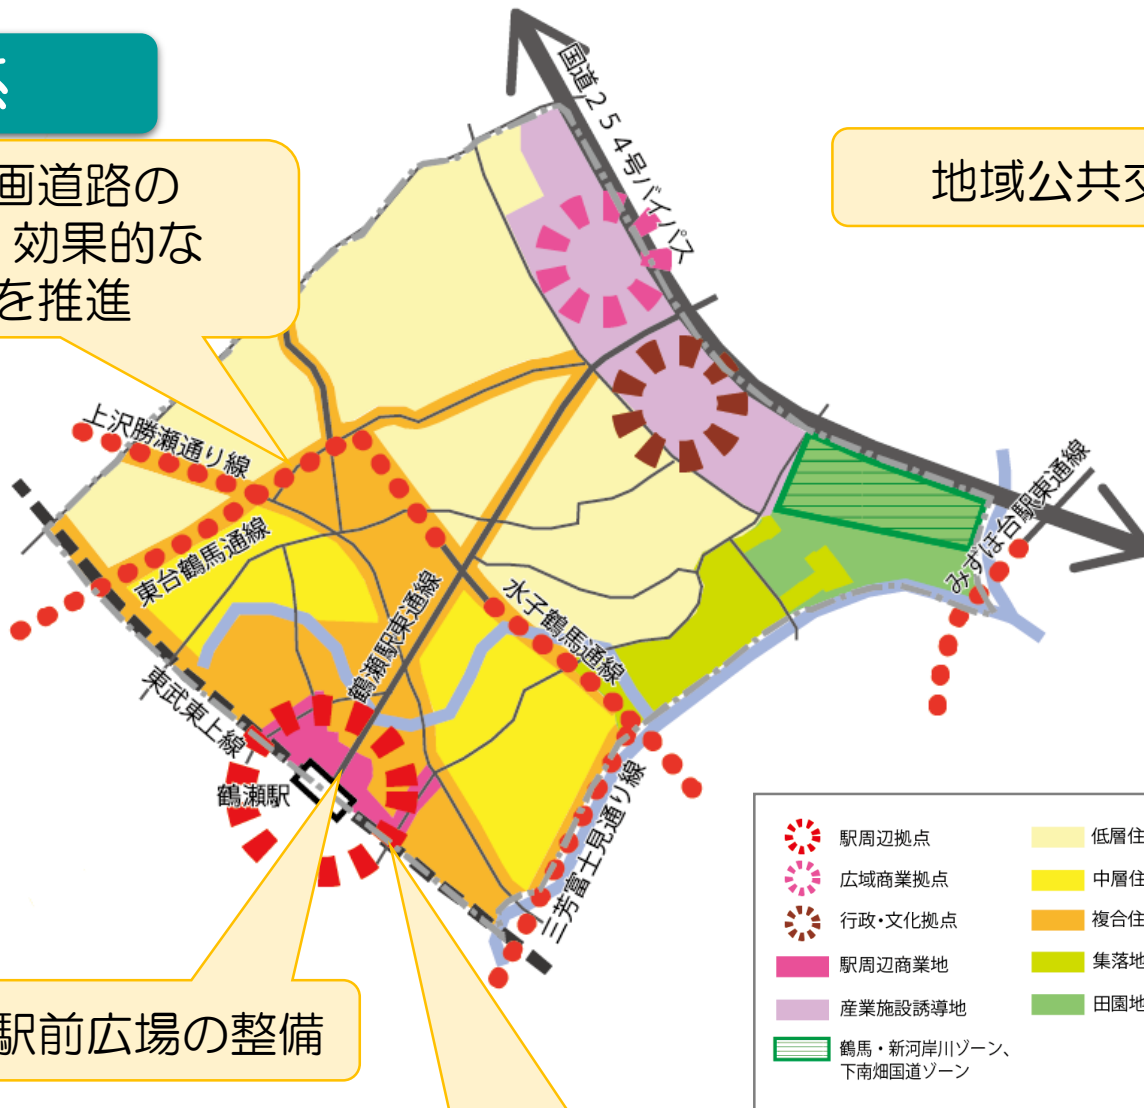 系
画道路の
効果的な
を推進
地域公共交
国道254号バイパス
上沢勝瀬通り線
東台鶴馬通線
鶴瀬駅東通線
水子鶴馬通線
みずほ台駅東通線
東武東上線
鶴瀬駅
三芳富士見通り線
駅前広場の整備
駅周辺拠点
広域商業拠点
行政・文化拠点
駅周辺商業地
産業施設誘導地
鶴馬・新河岸川ゾーン、
下南畑国道ゾーン
低層住
中層住
複合住
集落地
田園地